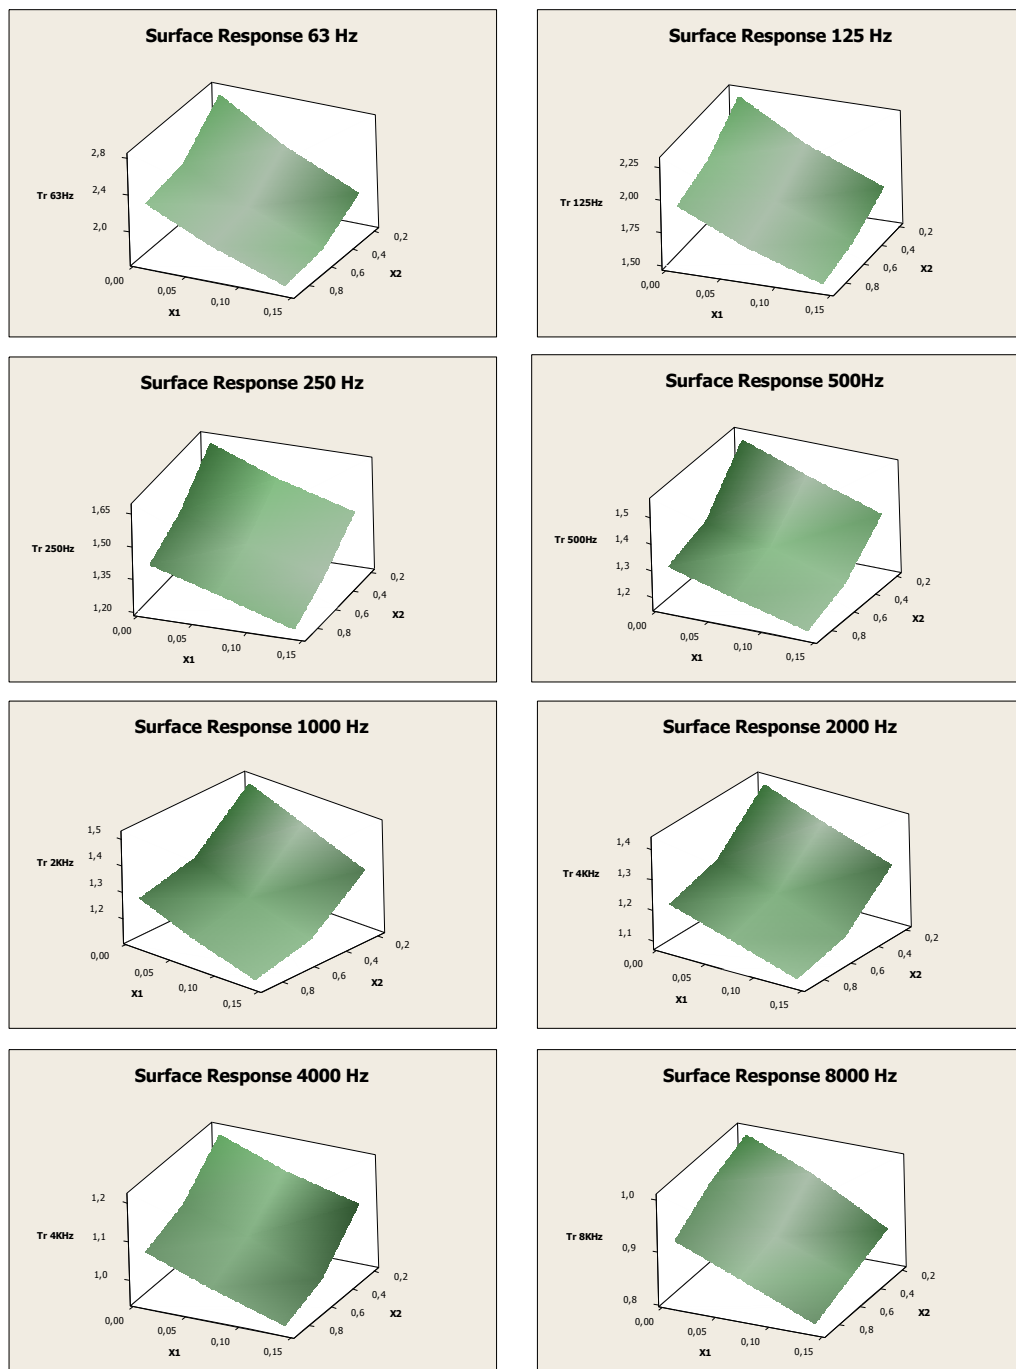 Surface Response 63 Hz
2,8
2,4
2,0
Tr 63Hz
0,00
0,05
0,10
0,15
X1
0,2
0,4
0,6
0,8
X2
Surface Response 125 Hz
2,25
2,00
1,75
1,50
Tr 125Hz
0,00
0,05
0,10
0,15
X1
0,2
0,4
0,6
0,8
X2
Surface Response 250 Hz
1,65
1,50
1,35
1,20
Tr 250Hz
0,00
0,05
0,10
0,15
X1
0,2
0,4
0,6
0,8
X2
Surface Response 500Hz
1,5
1,4
1,3
1,2
Tr 500Hz
0,00
0,05
0,10
0,15
X1
0,2
0,4
0,6
0,8
X2
Surface Response 1000 Hz
1,5
1,4
1,3
1,2
Tr 2KHz
0,00
0,05
0,10
0,15
X1
0,2
0,4
0,6
0,8
X2
Surface Response 2000 Hz
1,4
1,3
1,2
1,1
Tr 4KHz
0,00
0,05
0,10
0,15
X1
0,2
0,4
0,6
0,8
X2
Surface Response 4000 Hz
1,2
1,1
1,0
Tr 4KHz
0,00
0,05
0,10
0,15
X1
0,2
0,4
0,6
0,8
X2
Surface Response 8000 Hz
1,0
0,9
0,8
Tr 8KHz
0,00
0,05
0,10
0,15
X1
0,2
0,4
0,6
0,8
X2